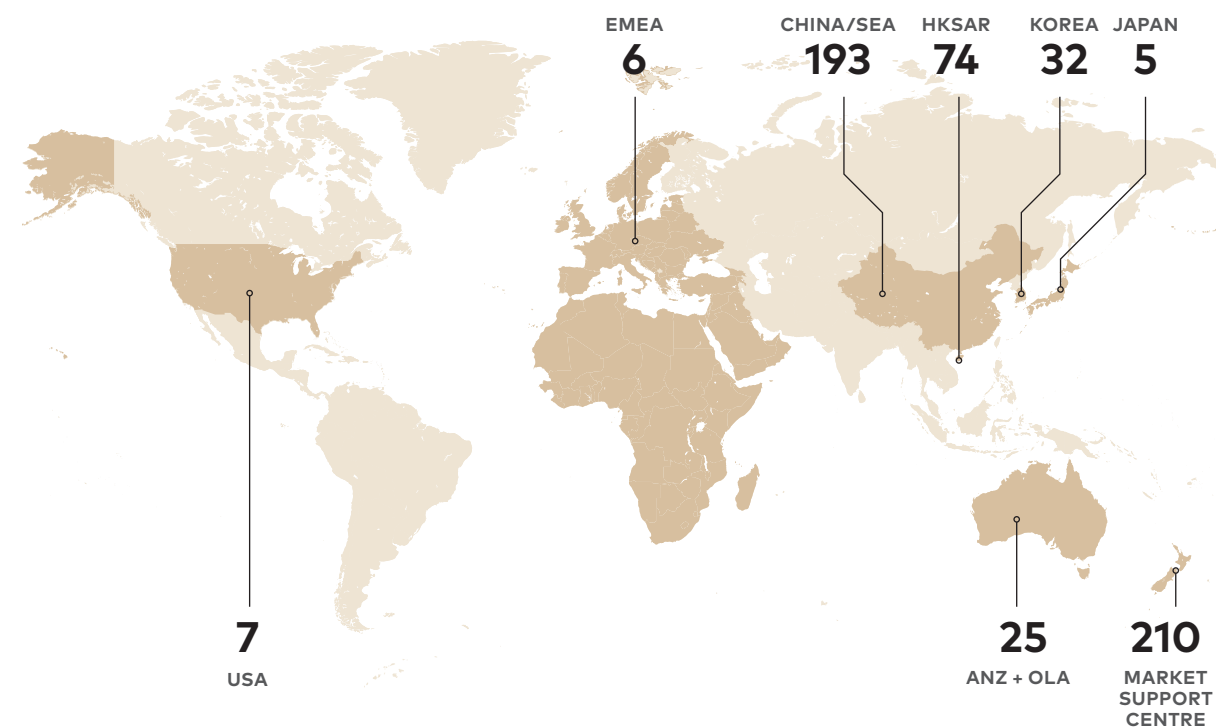 EMEA
6
CHINA/SEA
193
HKSAR
74
KOREA
32
JAPAN
5
7
USA
25
ANZ + OLA
210
MARKET
SUPPORT
CENTRE